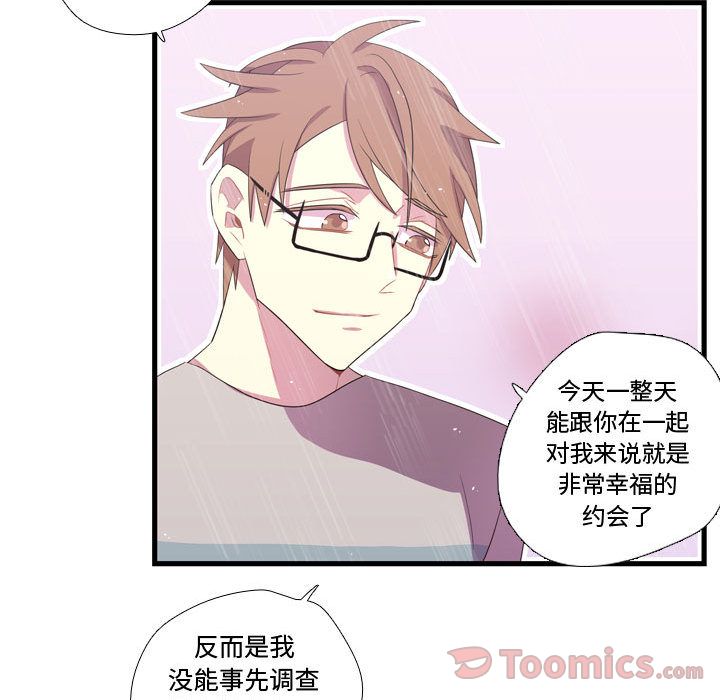 今天一整天
能跟你在一起
对我来说就是
非常幸福的
约会了
反而是我
没能事先调查
Toomics.com